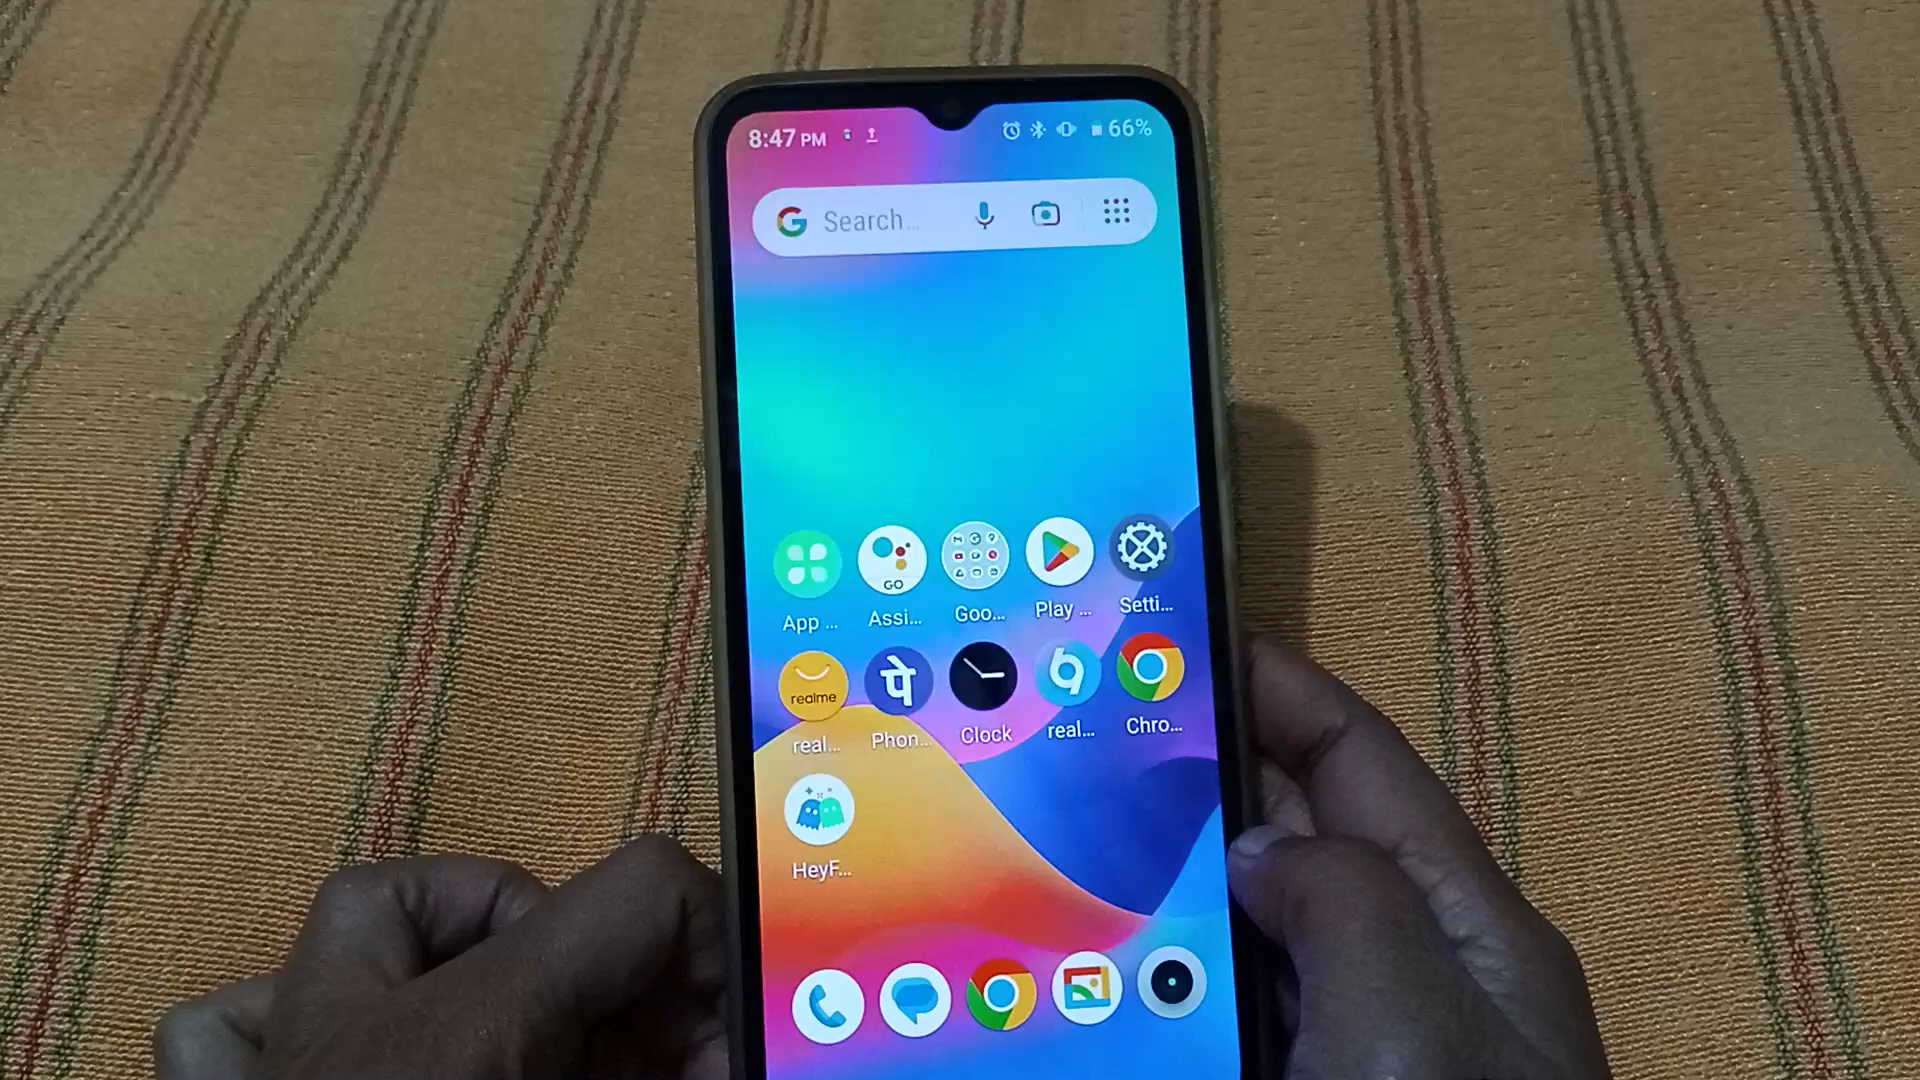 8:47 PM 66%
G Search...
GO
App ... Assi... Goo... Play ... Setti...
realme पे
real... Phon... Clock real... Chro...
HeyF...